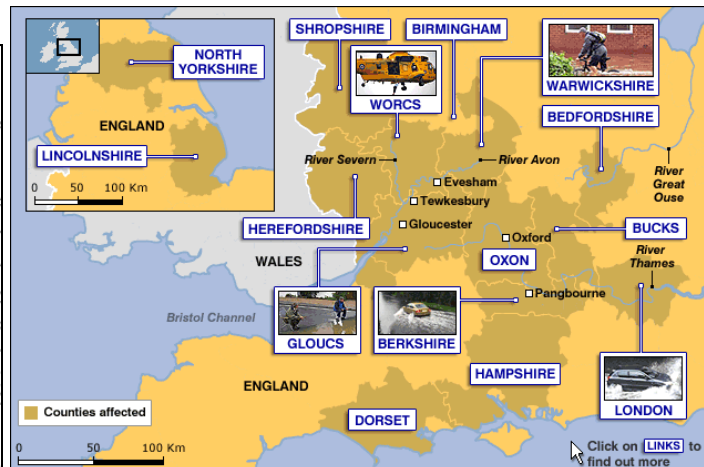 SHROPSHIRE
BIRMINGHAM
NORTH
YORKSHIRE
WORCS
WARWICKSHIRE
ENGLAND
BEDFORDSHIRE
LINCOLNSHIRE
River Severn
River Avon
River
Great
Ouse
0 50 100 Km
Evesham
Tewkesbury
Gloucester
HEREFORDSHIRE
BUCKS
Oxford
OXON
River
Thames
WALES
Pangbourne
Bristol Channel
GLOUCS
BERKSHIRE
HAMPSHIRE
ENGLAND
Counties affected
DORSET
LONDON
0 50 100 Km
Click on LINKS to
find out more